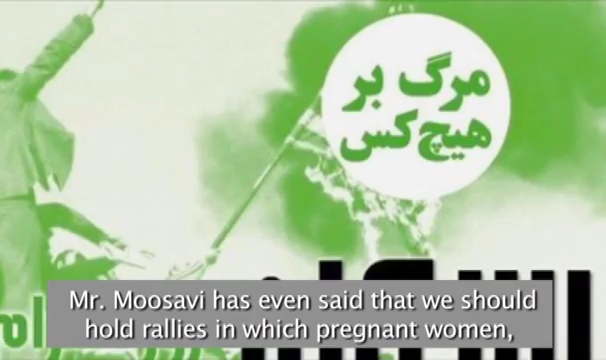 مرگ بر
هیچ‌کس
Mr. Moosavi has even said that we should
hold rallies in which pregnant women,